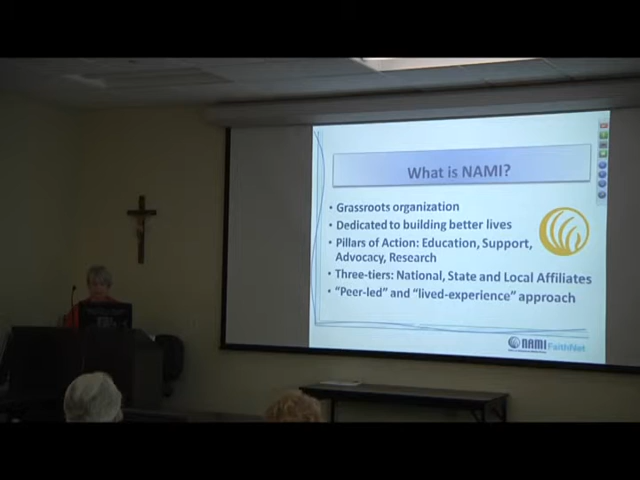 What is NAMI?
• Grassroots organization
• Dedicated to building better lives
• Pillars of Action: Education, Support,
Advocacy, Research
• Three-tiers: National, State and Local Affiliates
• "Peer-led" and "lived-experience" approach
NAMI FaithNet